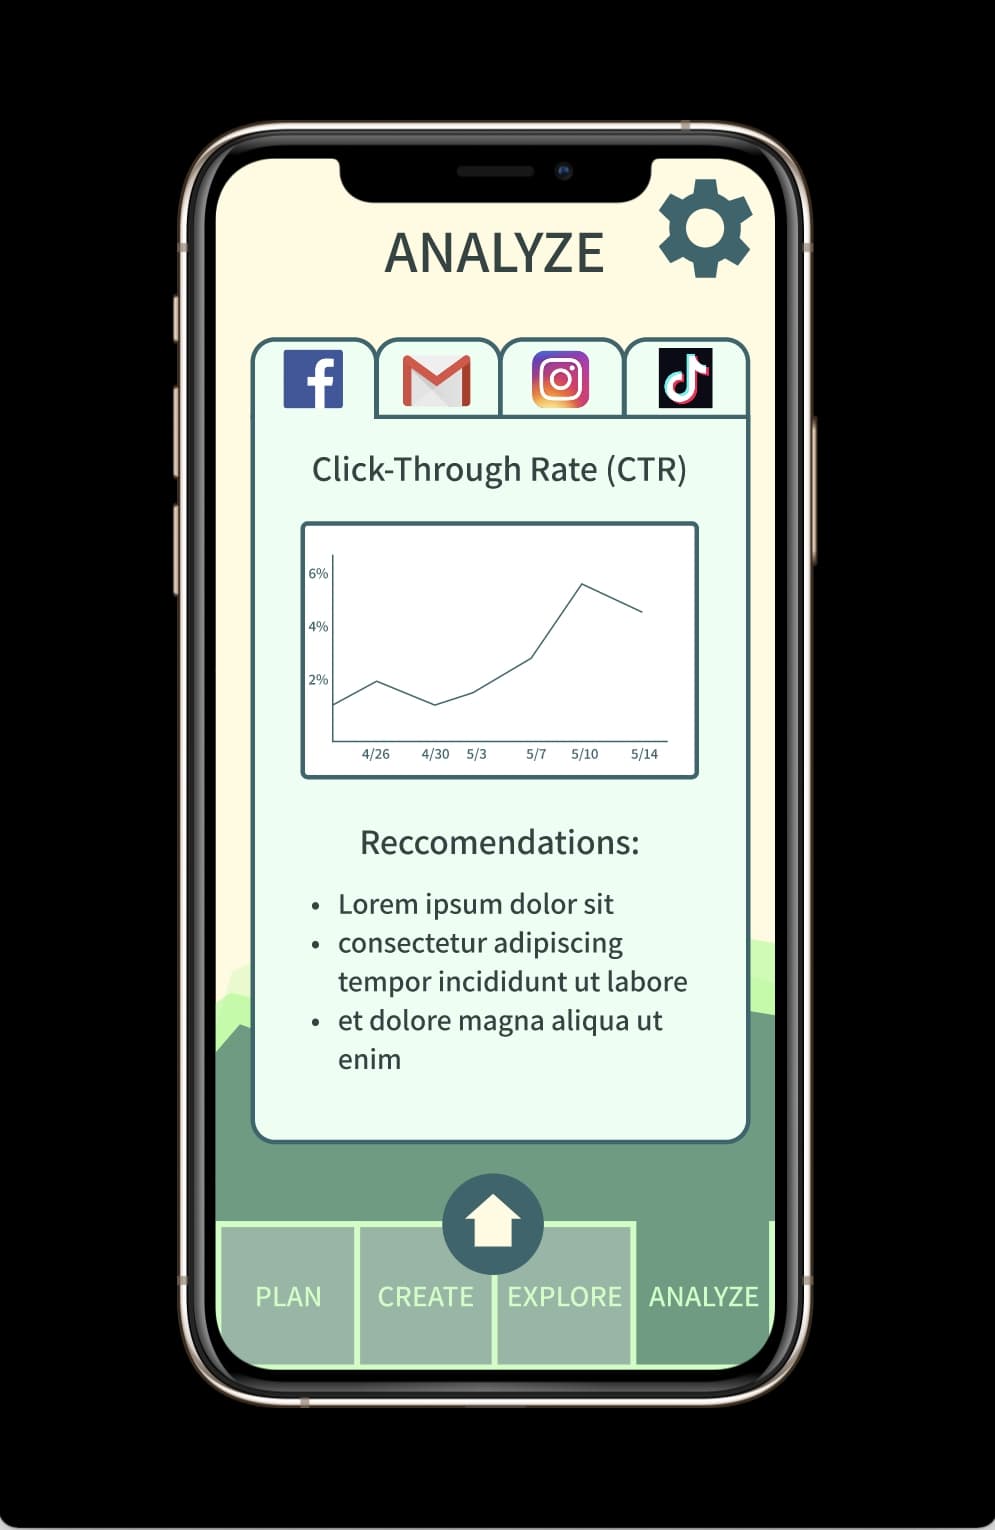 ANALYZE
Click-Through Rate (CTR)
6%
4%
2%
4/26 4/30 5/3 5/7 5/10 5/14
Reccomendations:
• Lorem ipsum dolor sit
• consectetur adipiscing
tempor incididunt ut labore
• et dolore magna aliqua ut
enim
PLAN CREATE EXPLORE ANALYZE